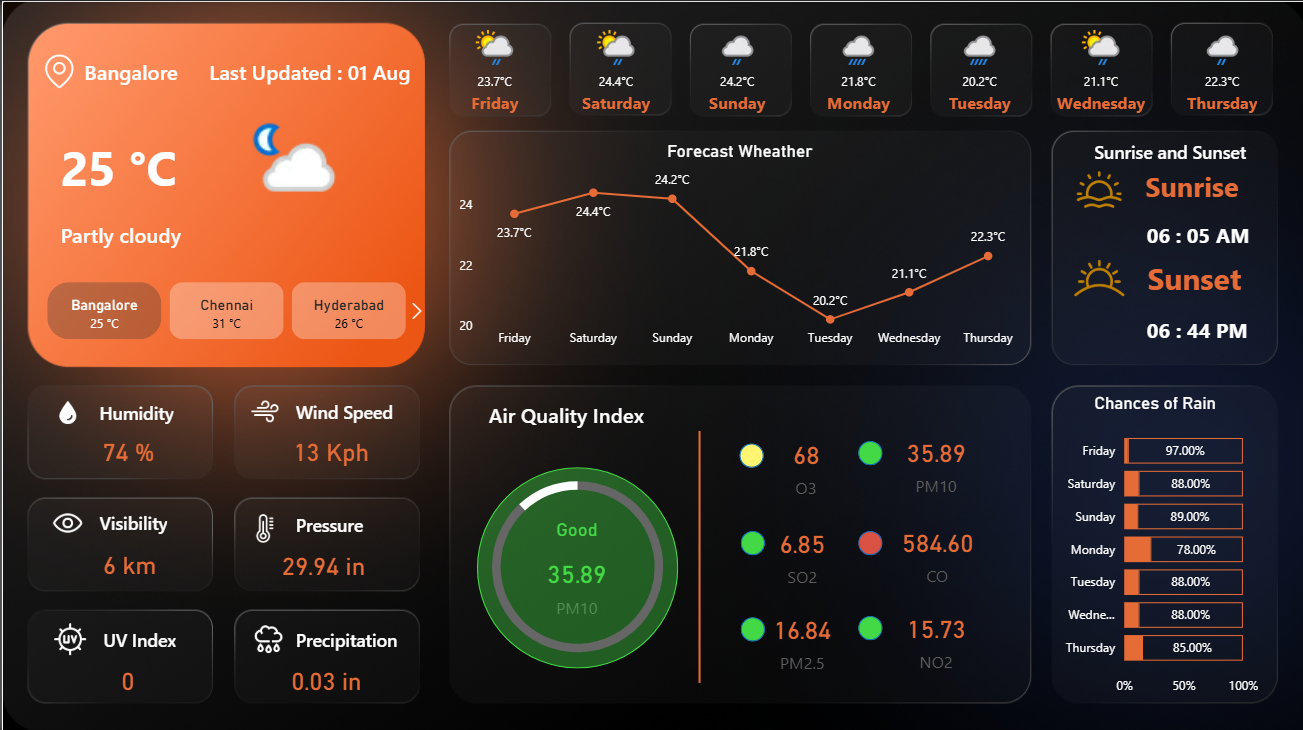 Bangalore
Last Updated : 01 Aug
25 °C
Partly cloudy
Bangalore
25 °C
Chennai
31 °C
Hyderabad
26 °C
23.7°C
Friday
24.4°C
Saturday
24.2°C
Sunday
21.8°C
Monday
20.2°C
Tuesday
21.1°C
Wednesday
22.3°C
Thursday
Forecast Wheather
24
22
20
23.7°C
24.4°C
24.2°C
21.8°C
20.2°C
21.1°C
22.3°C
Friday
Saturday
Sunday
Monday
Tuesday
Wednesday
Thursday
Sunrise and Sunset
Sunrise
06 : 05 AM
Sunset
06 : 44 PM
Humidity
74 %
Wind Speed
13 Kph
Visibility
6 km
Pressure
29.94 in
UV
UV Index
0
Precipitation
0.03 in
Air Quality Index
Good
35.89
PM10
68
O3
35.89
PM10
6.85
SO2
584.60
CO
16.84
PM2.5
15.73
NO2
Chances of Rain
Friday 97.00%
Saturday 88.00%
Sunday 89.00%
Monday 78.00%
Tuesday 88.00%
Wedne... 88.00%
Thursday 85.00%
0% 50% 100%